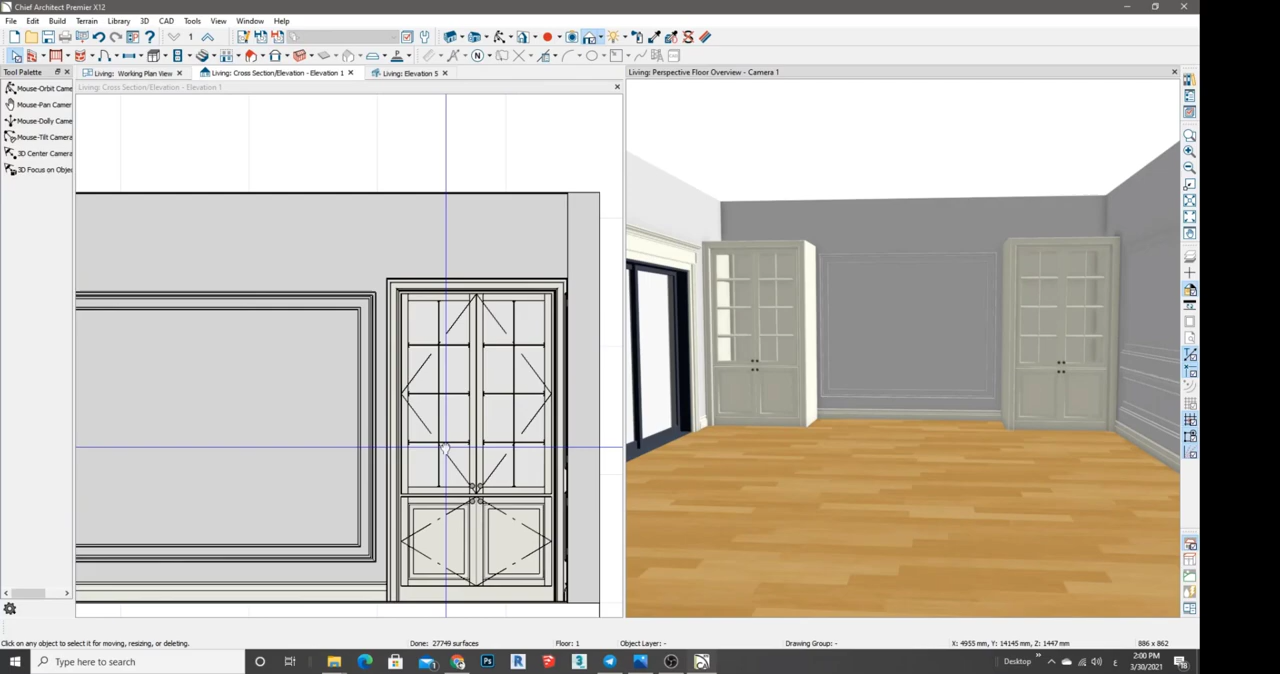 Chief Architect Premier X12
File Edit Build Terrain Library 3D CAD Tools View Window Help
1
Tool Palette
Living: Working Plan View
Living: Cross Section/Elevation - Elevation 1
Living: Elevation 5
Living: Perspective Floor Overview - Camera 1
Living: Cross Section/Elevation - Elevation 1
Mouse-Orbit Came
Mouse-Pan Camer
Mouse-Dolly Came
Mouse-Tilt Camera
3D Center Camera
3D Focus on Objec
Click on any object to select it for moving, resizing, or deleting.
Done: 27749 surfaces
Floor: 1
Object Layer: -
Drawing Group: -
X: 4955 mm, Y: 14145 mm, Z: 1447 mm
886 x 862
Type here to search
Desktop
ع
2:00 PM
3/30/2021